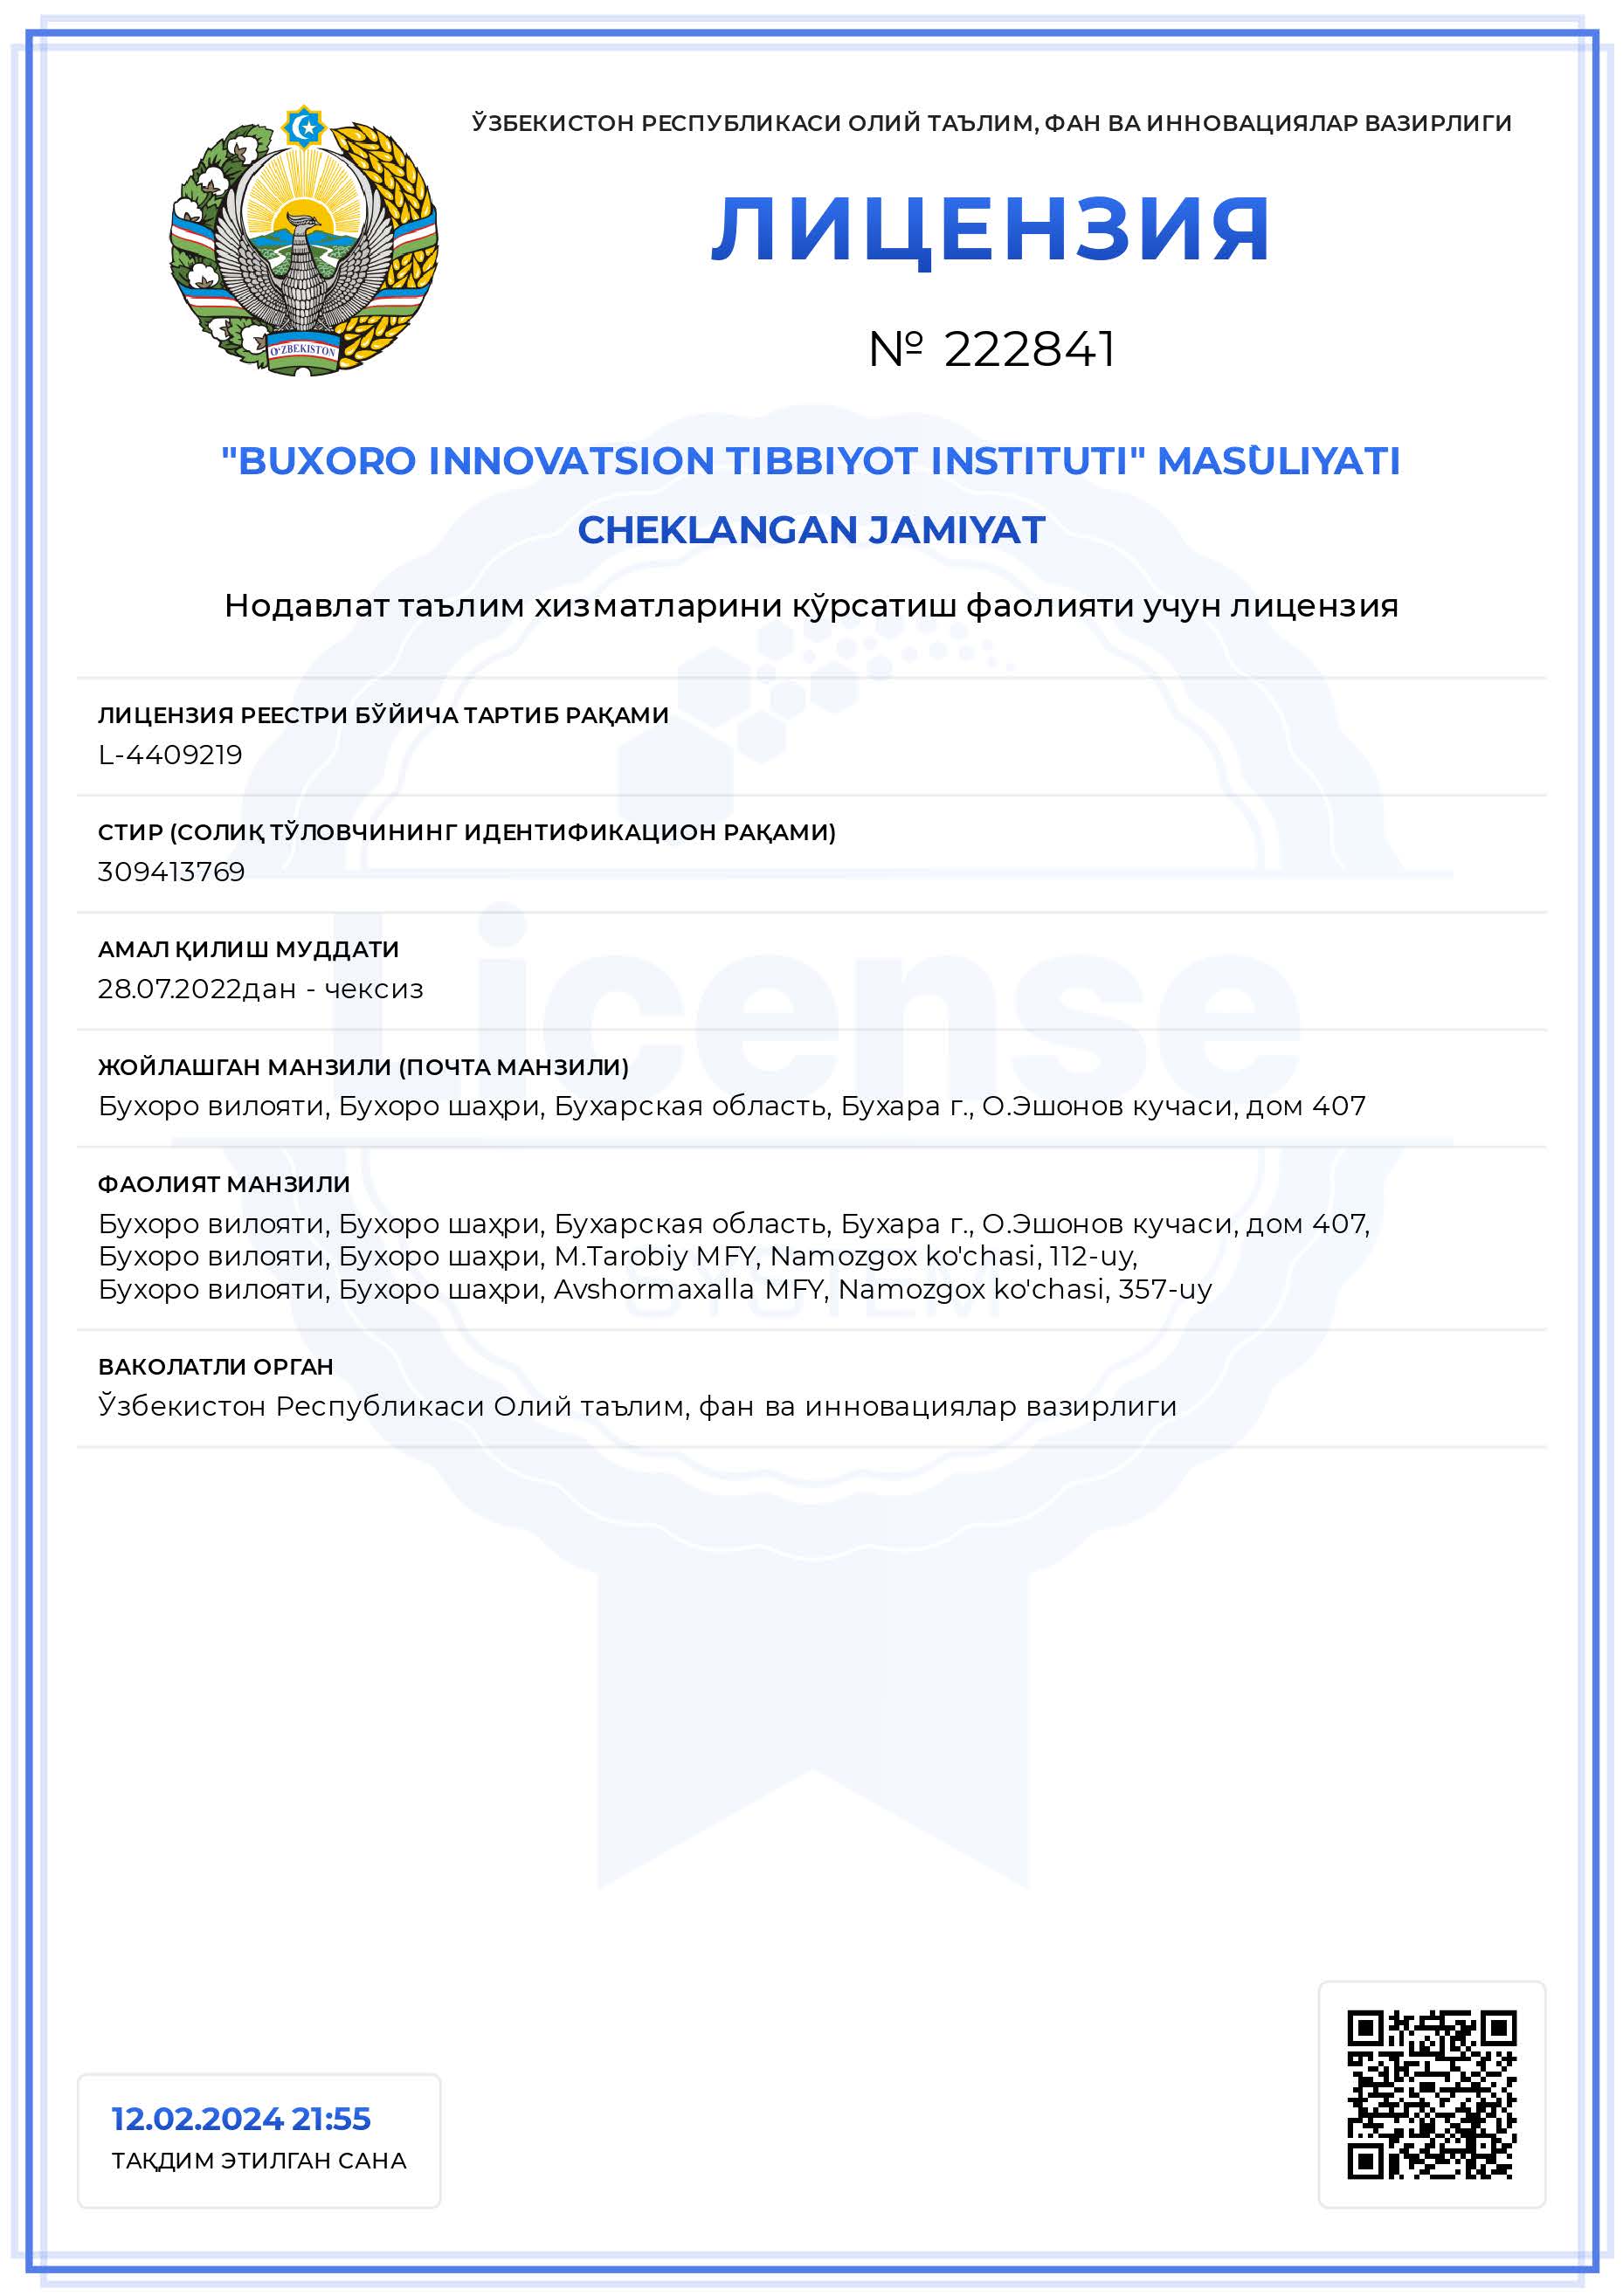 ЎЗБЕКИСТОН РЕСПУБЛИКАСИ ОЛИЙ ТАЪЛИМ, ФАН ВА ИННОВАЦИЯЛАР ВАЗИРЛИГИ
ЛИЦЕНЗИЯ
№ 222841
O'ZBEKISTON
"BUXORO INNOVATSION TIBBIYOT INSTITUTI" MASÙLIYATI
CHEKLANGAN JAMIYAT
Нодавлат таълим хизматларини кўрсатиш фаолияти учун лицензия
ЛИЦЕНЗИЯ РЕЕСТРИ БЎЙИЧА ТАРТИБ РАҚАМИ
L-4409219
СТИР (СОЛИҚ ТЎЛОВЧИНИНГ ИДЕНТИФИКАЦИОН РАҚАМИ)
309413769
АМАЛ ҚИЛИШ МУДДАТИ
28.07.2022дан - чексиз
License
ЖОЙЛАШГАН МАНЗИЛИ (ПОЧТА МАНЗИЛИ)
Бухоро вилояти, Бухоро шаҳри, Бухарская область, Бухара г., О.Эшонов кучаси, дом 407
ФАОЛИЯТ МАНЗИЛИ
Бухоро вилояти, Бухоро шаҳри, Бухарская область, Бухара г., О.Эшонов кучаси, дом 407,
Бухоро вилояти, Бухоро шаҳри, M.Tarobiy MFY, Namozgox ko'chasi, 112-uy,
Бухоро вилояти, Бухоро шаҳри, Avshormaxalla MFY, Namozgox ko'chasi, 357-uy
SYSTEM
ВАКОЛАТЛИ ОРГАН
Ўзбекистон Республикаси Олий таълим, фан ва инновациялар вазирлиги
12.02.2024 21:55
ТАҚДИМ ЭТИЛГАН САНА